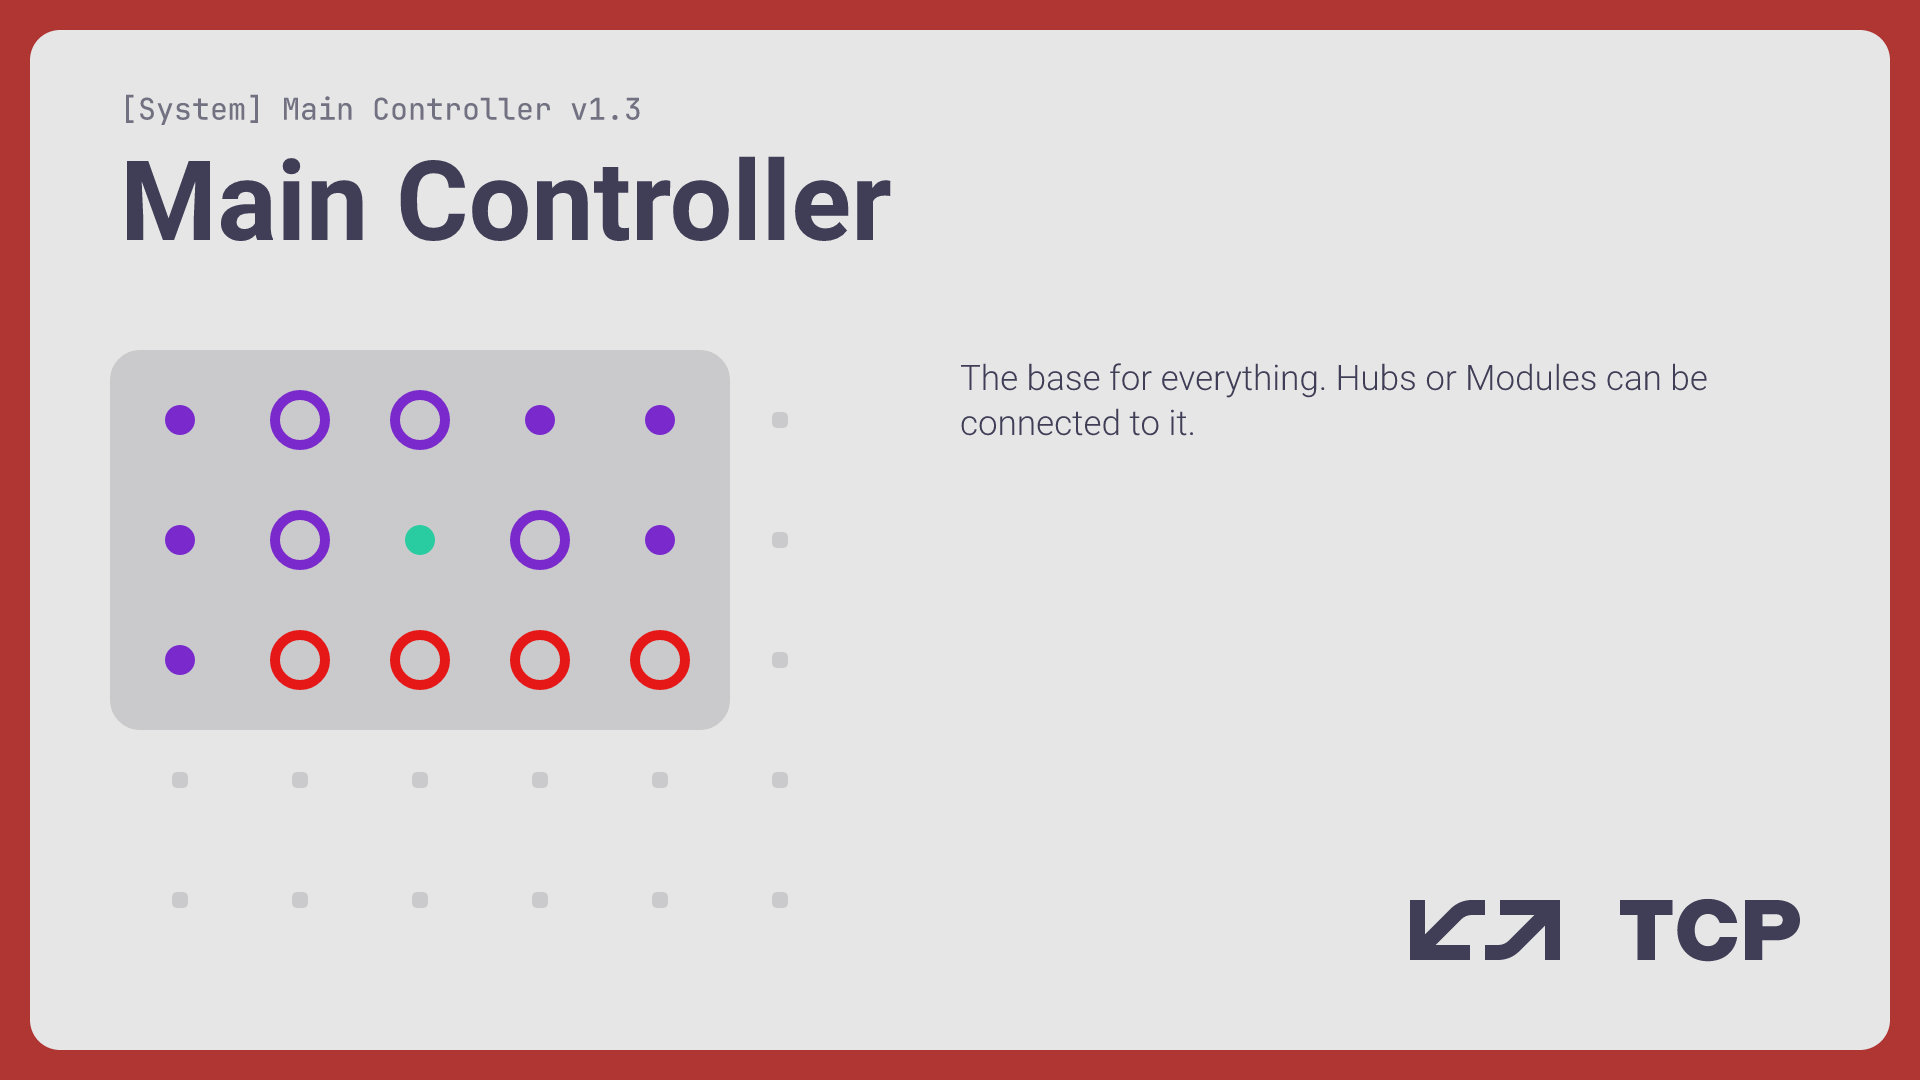 [System] Main Controller v1.3
Main Controller
The base for everything. Hubs or Modules can be
connected to it.
TCP